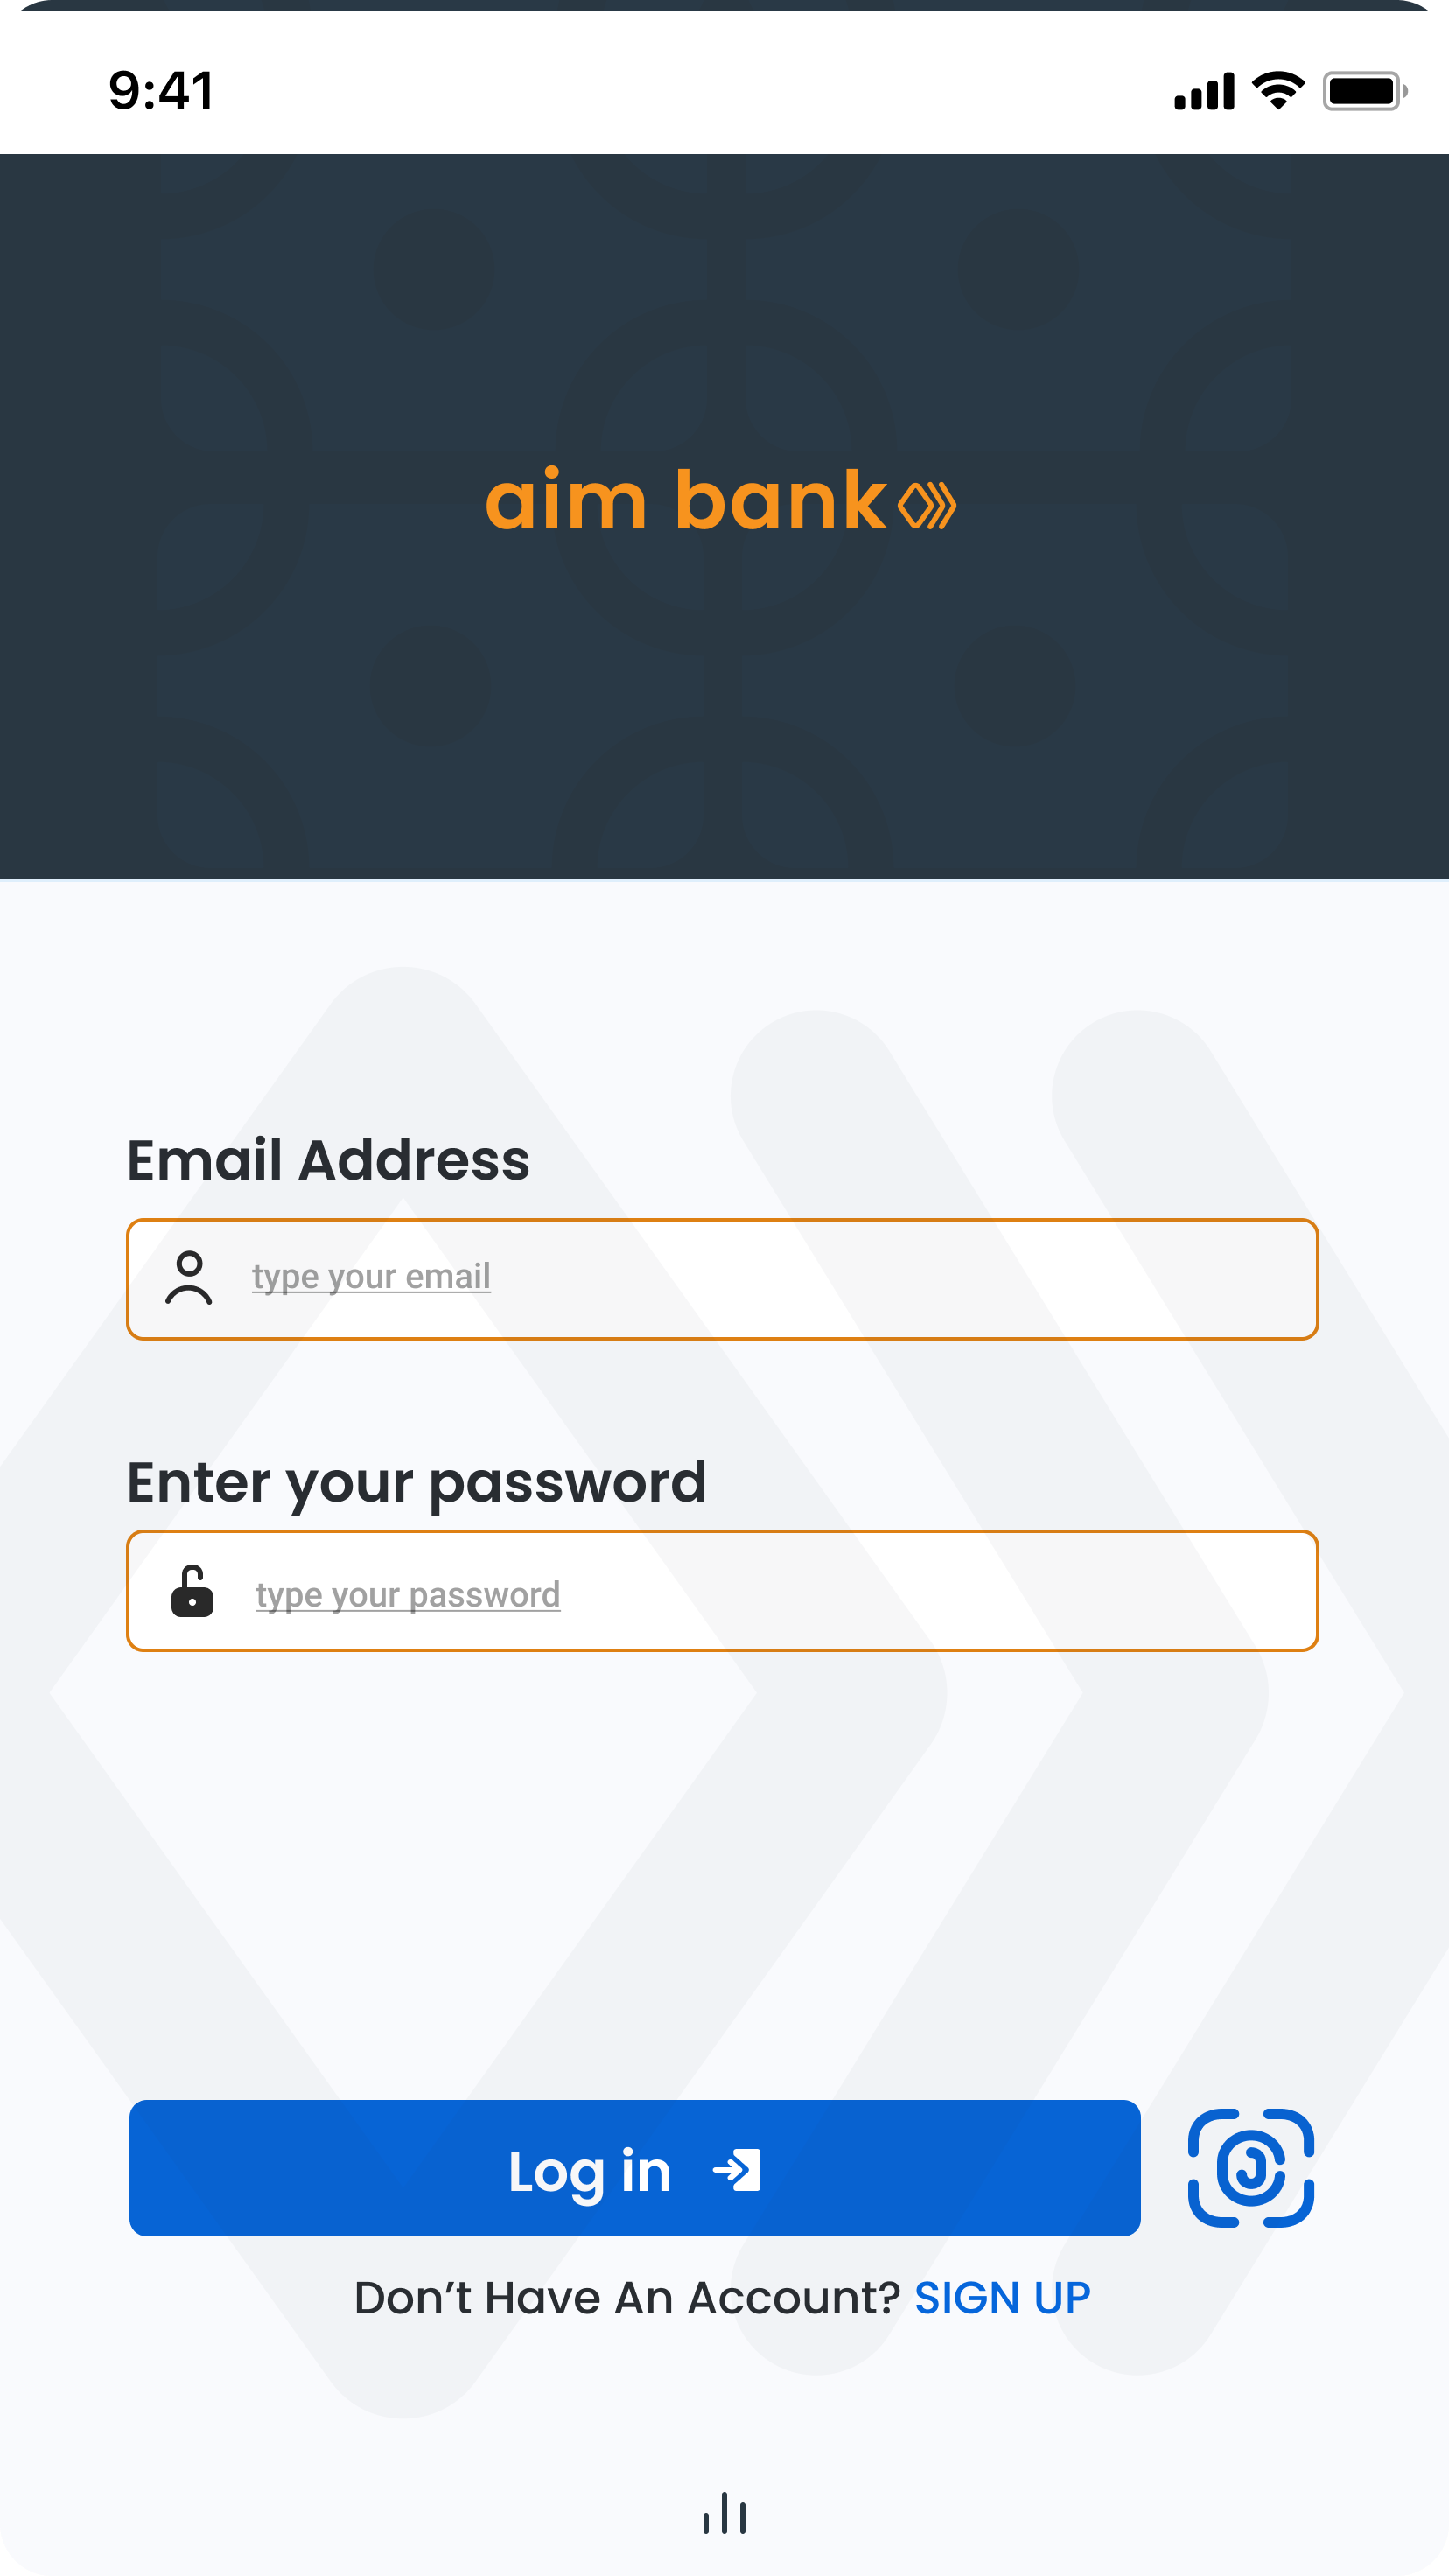 9:41
aim bank
Email Address
type your email
Enter your password
type your password
Log in
Don’t Have An Account? SIGN UP